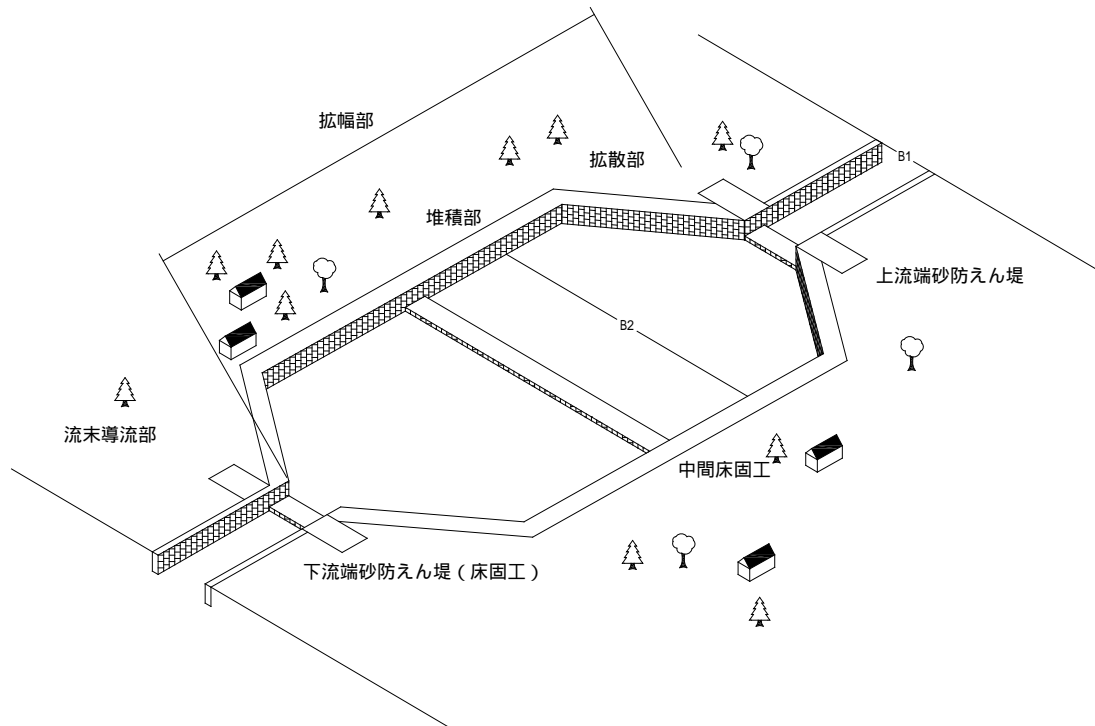 拡幅部
拡散部
B1
堆積部
上流端砂防えん堤
B2
流末導流部
中間床固工
下流端砂防えん堤（床固工）